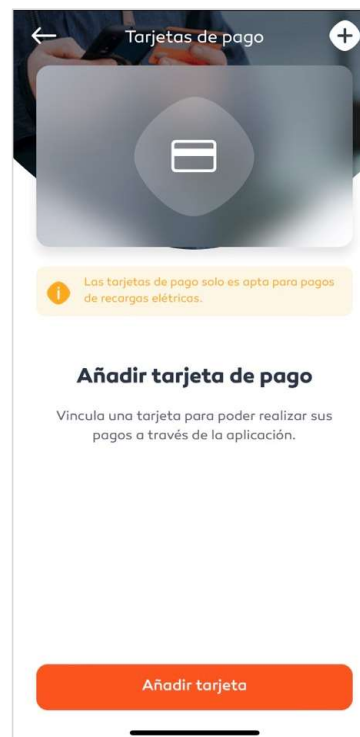 Tarjetas de pago
Las tarjetas de pago solo es apta para pagos
de recargas elétricas.
Añadir tarjeta de pago
Vincula una tarjeta para poder realizar sus
pagos a través de la aplicación.
Añadir tarjeta